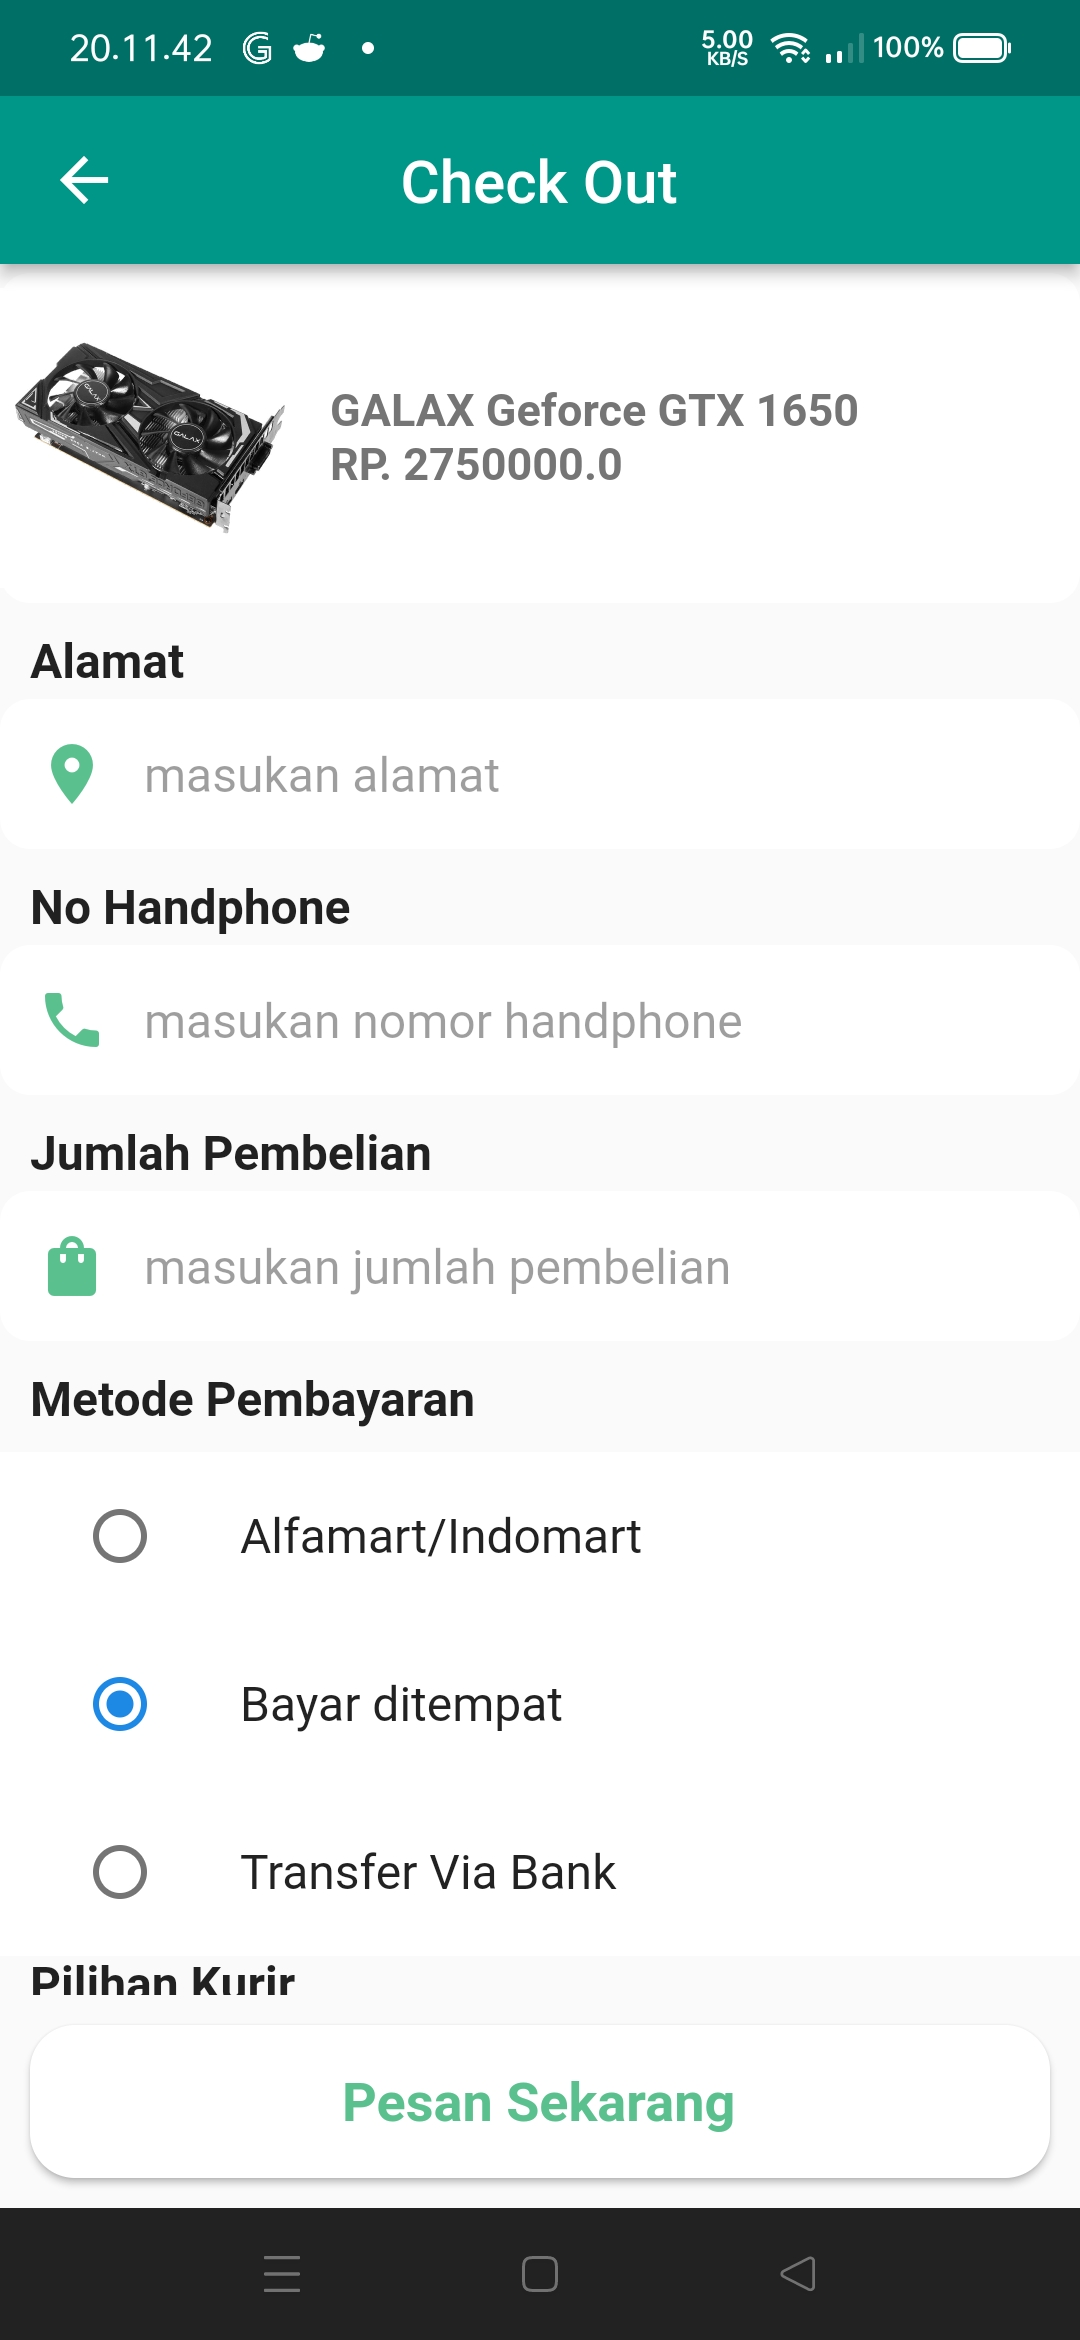 20.11.42
5.00
KB/S
100%
Check Out
GALAX
GALAX
GALAX Geforce GTX 1650
RP. 2750000.0
Alamat
masukan alamat
No Handphone
masukan nomor handphone
Jumlah Pembelian
masukan jumlah pembelian
Metode Pembayaran
Alfamart/Indomart
Bayar ditempat
Transfer Via Bank
Pilihan Kurir
Pesan Sekarang